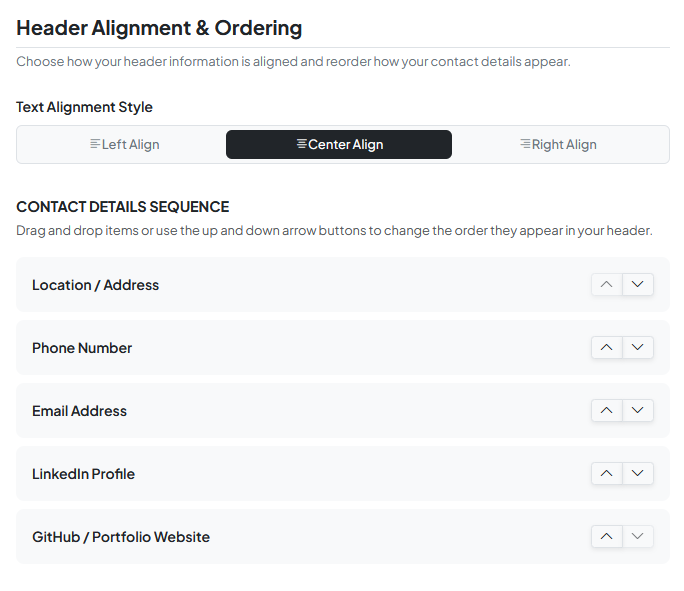 Header Alignment & Ordering
Choose how your header information is aligned and reorder how your contact details appear.
Text Alignment Style
Left Align
Center Align
Right Align
CONTACT DETAILS SEQUENCE
Drag and drop items or use the up and down arrow buttons to change the order they appear in your header.
Location / Address
Phone Number
Email Address
LinkedIn Profile
GitHub / Portfolio Website